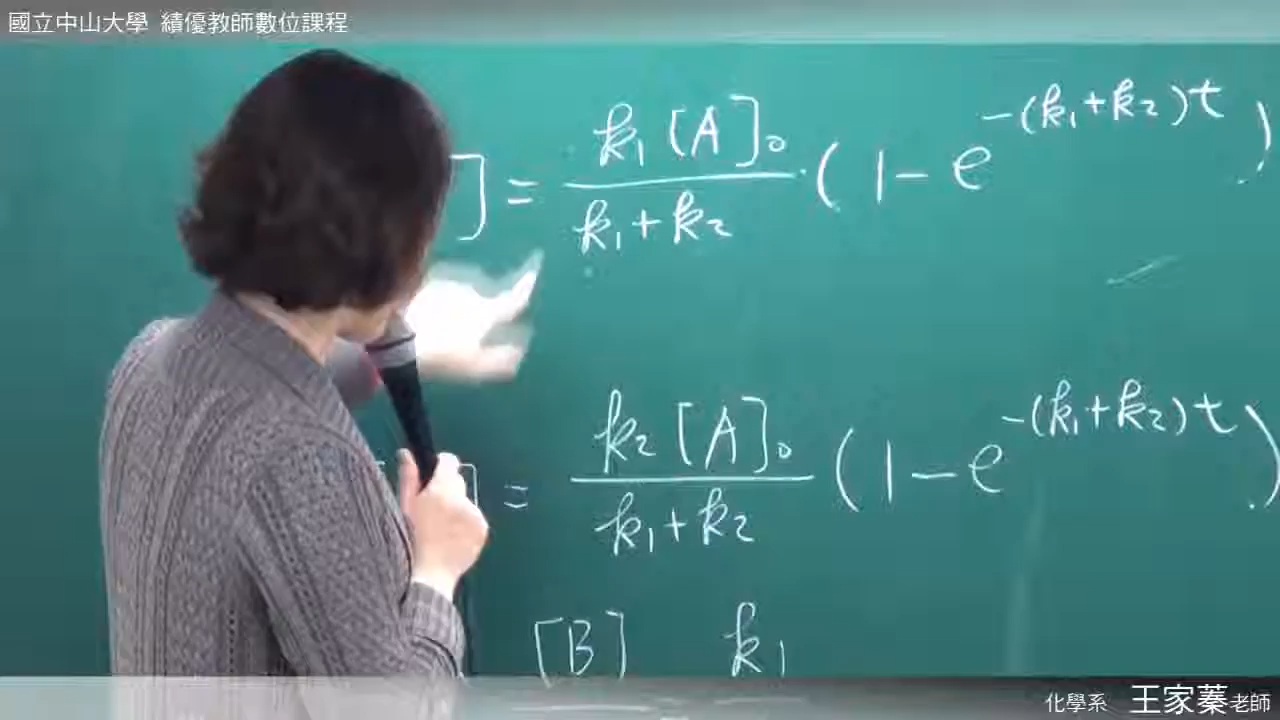 國立中山大學 績優教師數位課程
] = k₁[A]₀ / k₁+k₂ · (1-e^-(k₁+k₂)t)
] = k₂[A]₀ / k₁+k₂ (1-e^-(k₁+k₂)t)
[B] k₁
化學系 王家蓁老師